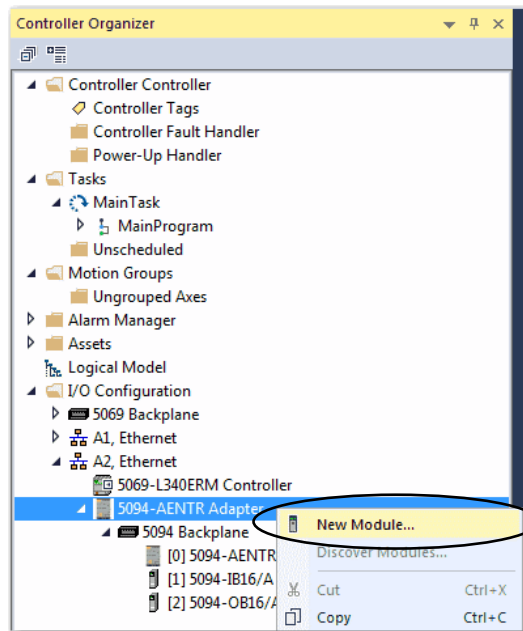 Controller Organizer
Controller Controller
Controller Tags
Controller Fault Handler
Power-Up Handler
Tasks
MainTask
MainProgram
Unscheduled
Motion Groups
Ungrouped Axes
Alarm Manager
Assets
Logical Model
I/O Configuration
5069 Backplane
A1, Ethernet
A2, Ethernet
5069-L340ERM Controller
5094-AENTR Adapter
New Module...
5094 Backplane
Discover Modules...
[0] 5094-AENTR
[1] 5094-IB16/A
Cut Ctrl+X
[2] 5094-OB16/A
Copy Ctrl+C